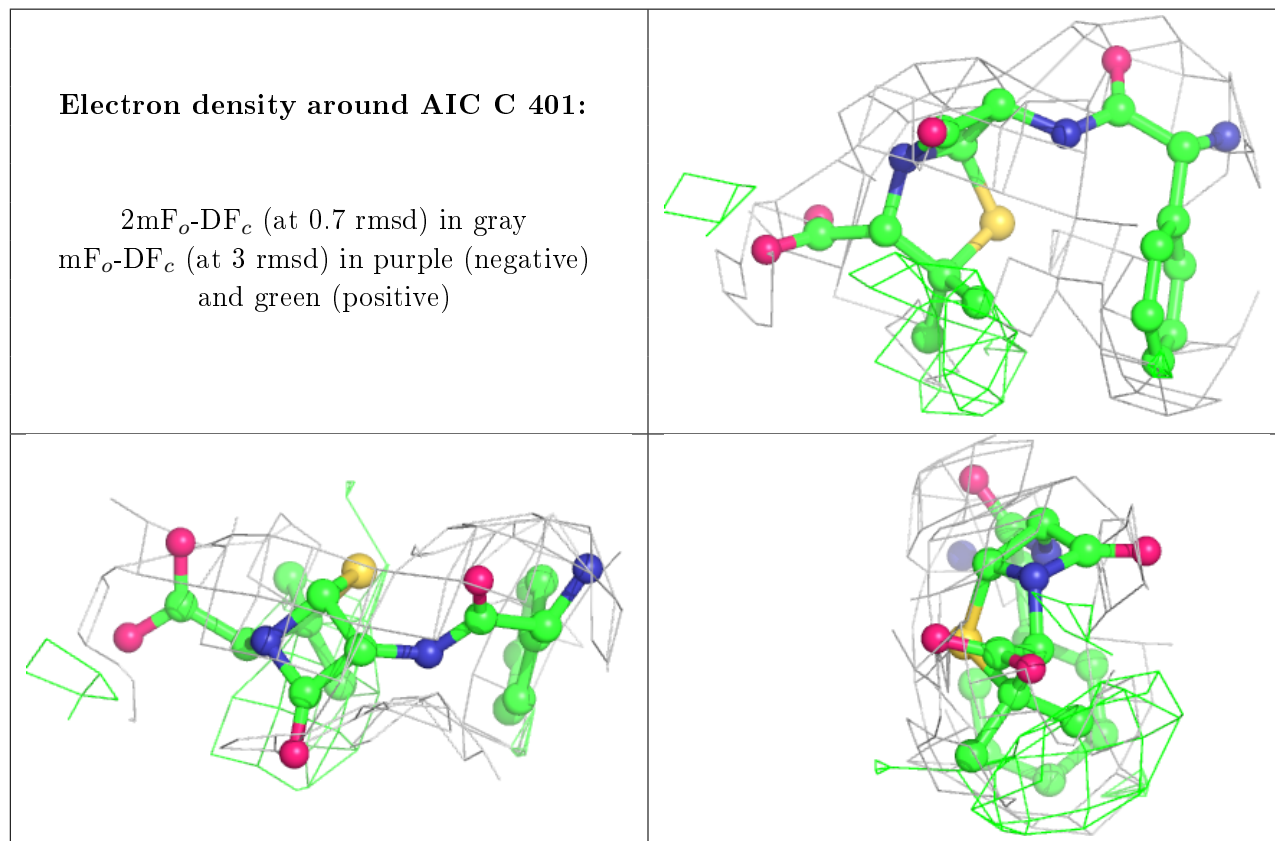 Electron density around AIC C 401:
2mFₒ-DF𝒸 (at 0.7 rmsd) in gray
mFₒ-DF𝒸 (at 3 rmsd) in purple (negative)
and green (positive)